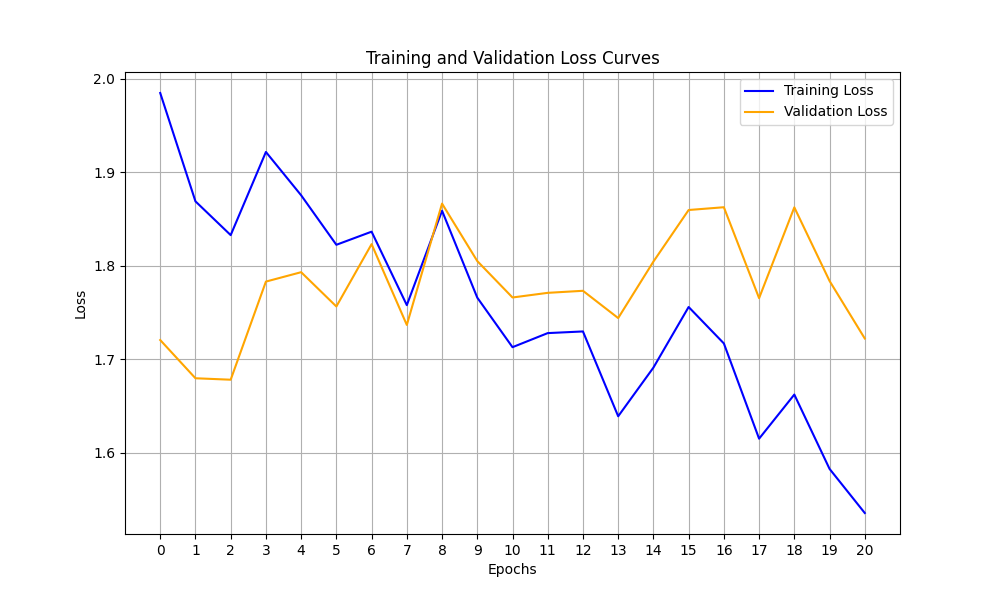 Training and Validation Loss Curves
Training Loss
Validation Loss
2.0
1.9
1.8
1.7
1.6
Loss
0 1 2 3 4 5 6 7 8 9 10 11 12 13 14 15 16 17 18 19 20
Epochs